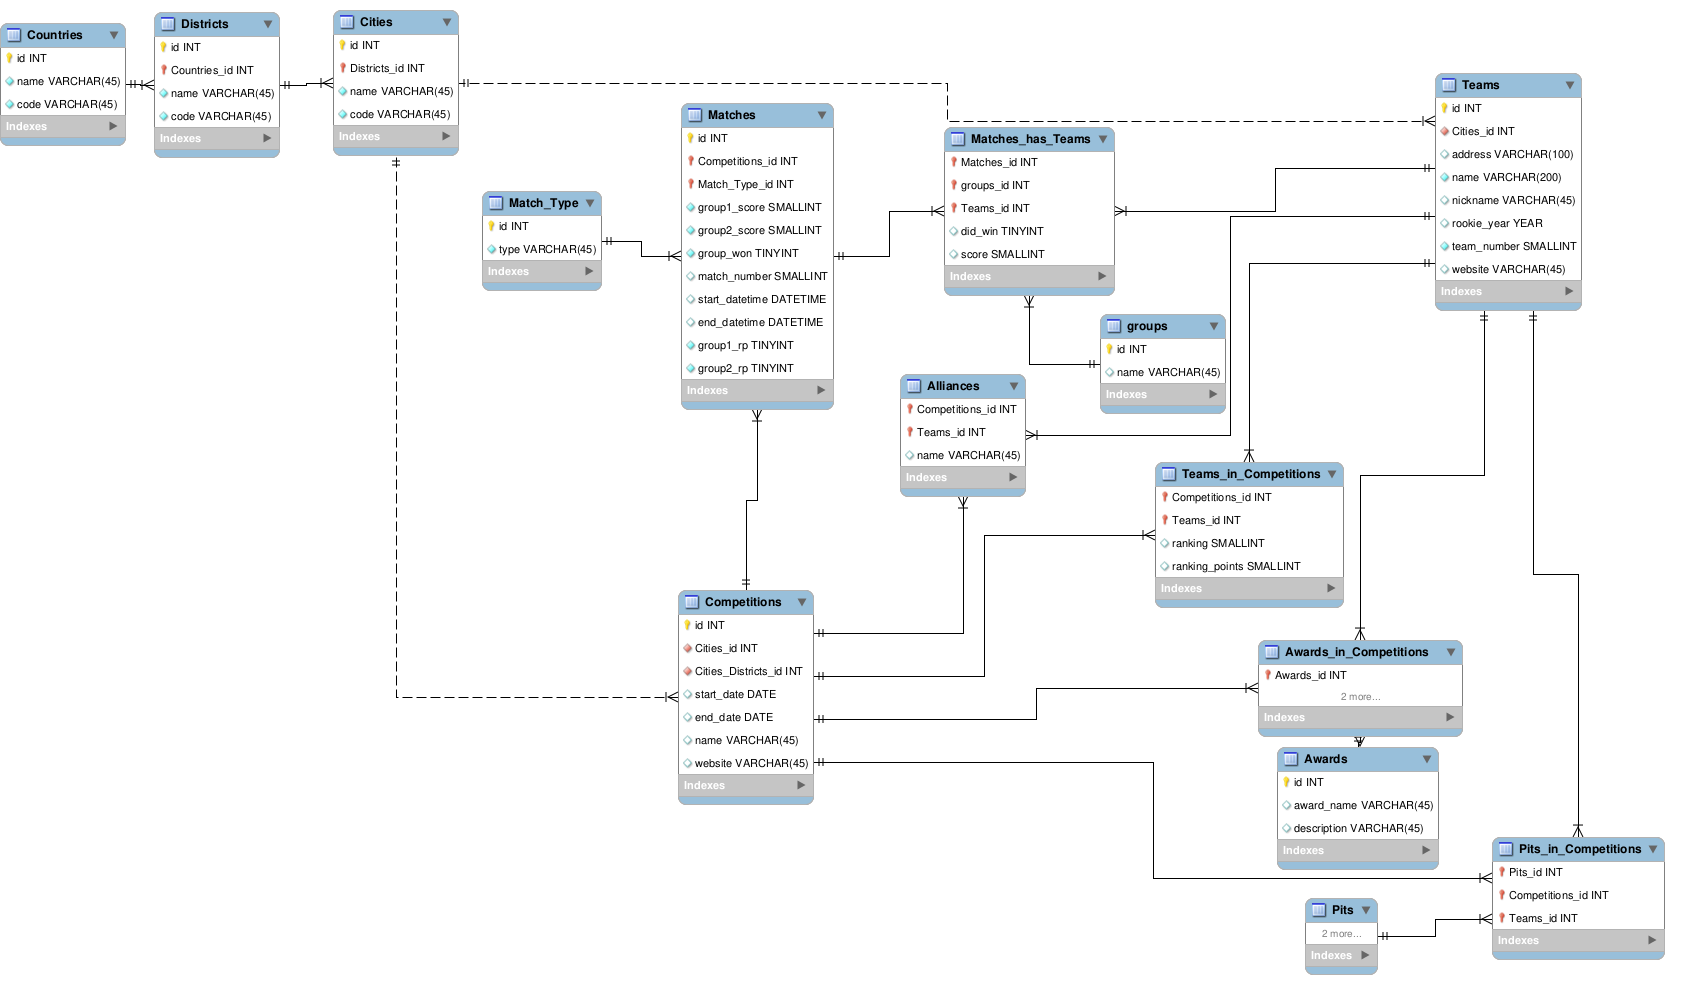 Countries
id INT
name VARCHAR(45)
code VARCHAR(45)
Indexes
Districts
id INT
Countries_id INT
name VARCHAR(45)
code VARCHAR(45)
Indexes
Cities
id INT
Districts_id INT
name VARCHAR(45)
code VARCHAR(45)
Indexes
Match_Type
id INT
type VARCHAR(45)
Indexes
Matches
id INT
Competitions_id INT
Match_Type_id INT
group1_score SMALLINT
group2_score SMALLINT
group_won TINYINT
match_number SMALLINT
start_datetime DATETIME
end_datetime DATETIME
group1_rp TINYINT
group2_rp TINYINT
Indexes
Matches_has_Teams
Matches_id INT
groups_id INT
Teams_id INT
did_win TINYINT
score SMALLINT
Indexes
Teams
id INT
Cities_id INT
address VARCHAR(100)
name VARCHAR(200)
nickname VARCHAR(45)
rookie_year YEAR
team_number SMALLINT
website VARCHAR(45)
Indexes
groups
id INT
name VARCHAR(45)
Indexes
Alliances
Competitions_id INT
Teams_id INT
name VARCHAR(45)
Indexes
Teams_in_Competitions
Competitions_id INT
Teams_id INT
ranking SMALLINT
ranking_points SMALLINT
Indexes
Competitions
id INT
Cities_id INT
Cities_Districts_id INT
start_date DATE
end_date DATE
name VARCHAR(45)
website VARCHAR(45)
Indexes
Awards_in_Competitions
Awards_id INT
2 more...
Indexes
Awards
id INT
award_name VARCHAR(45)
description VARCHAR(45)
Indexes
Pits_in_Competitions
Pits_id INT
Competitions_id INT
Teams_id INT
Indexes
Pits
2 more...
Indexes